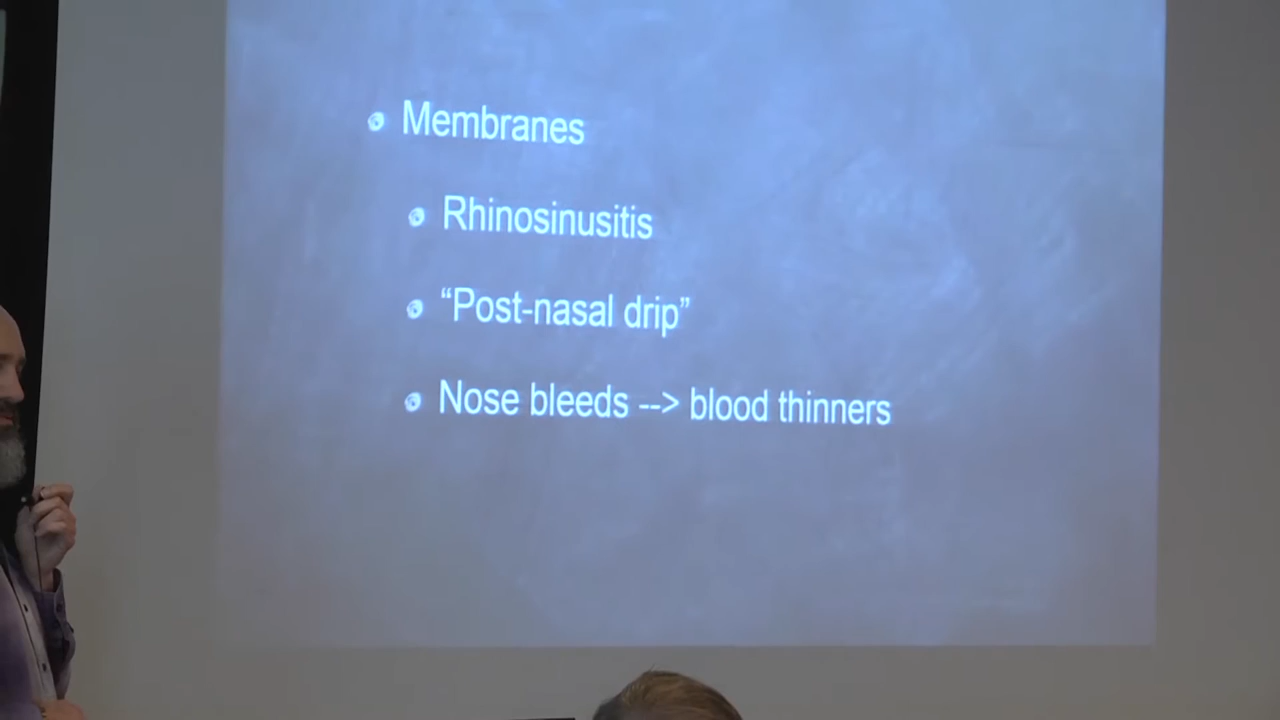 Membranes
Rhinosinusitis
“Post-nasal drip”
Nose bleeds --> blood thinners